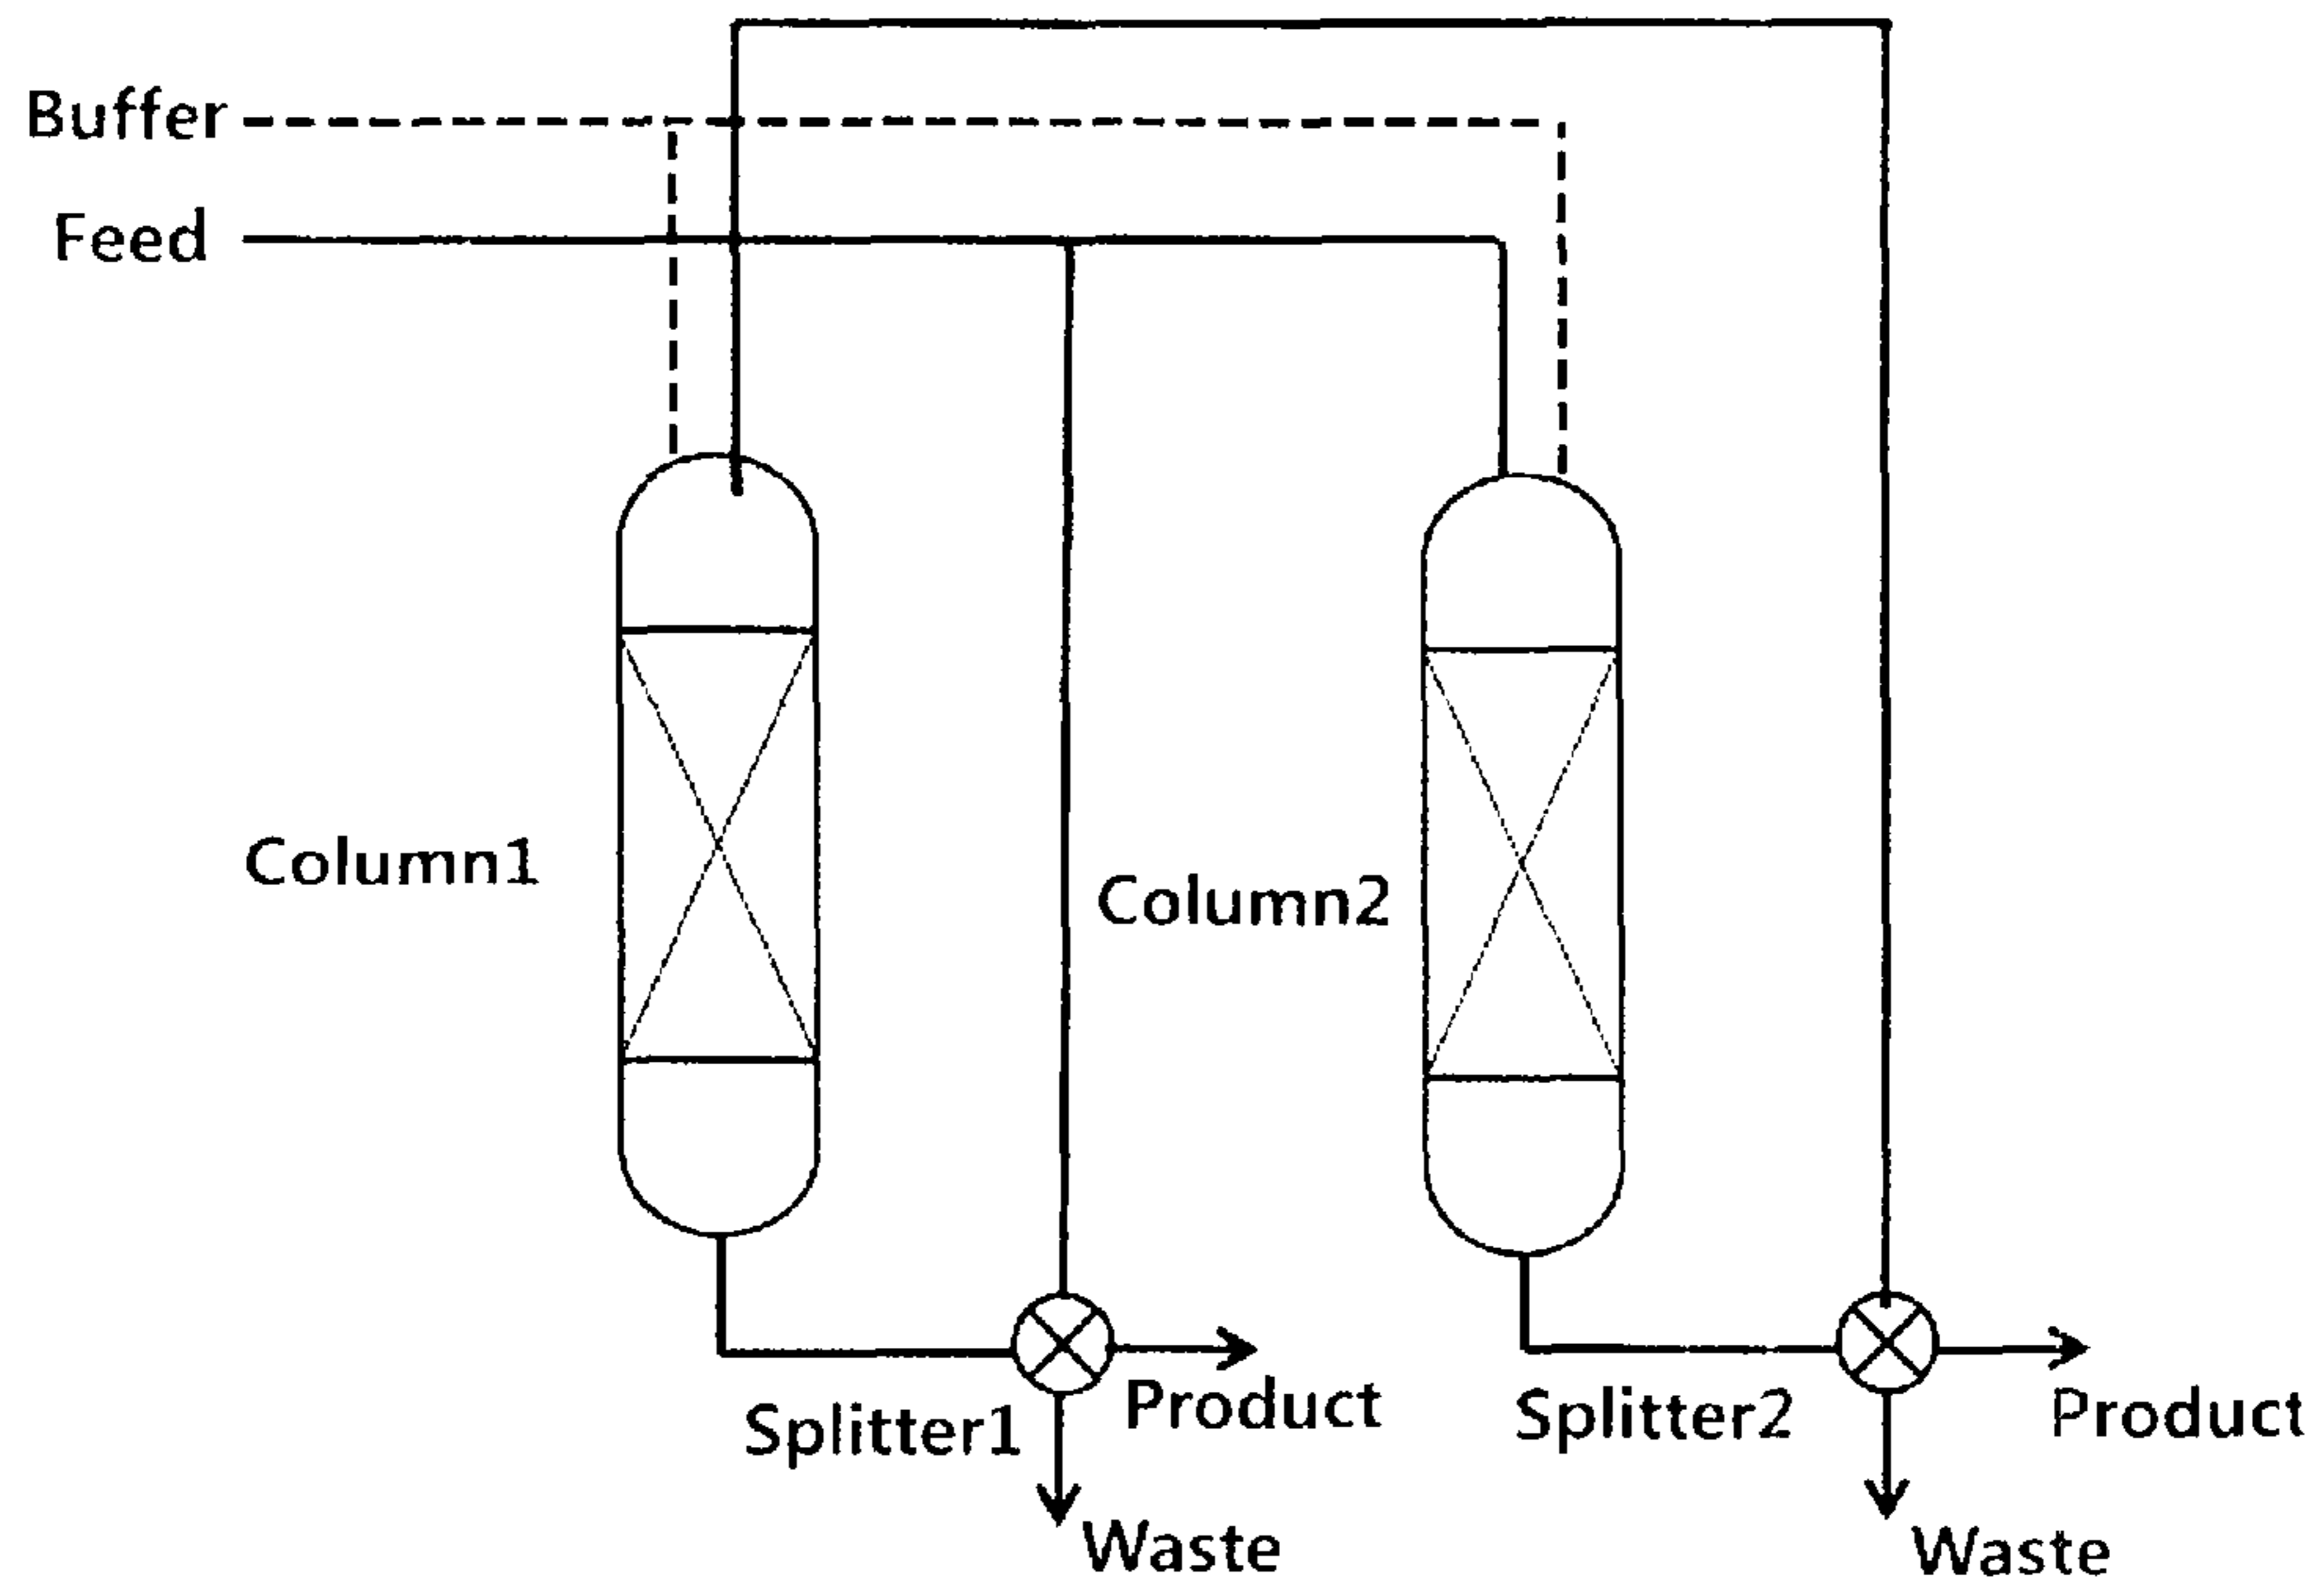 Buffer
Feed
Column1
Column2
Splitter1
Product
Waste
Splitter2
Product
Waste